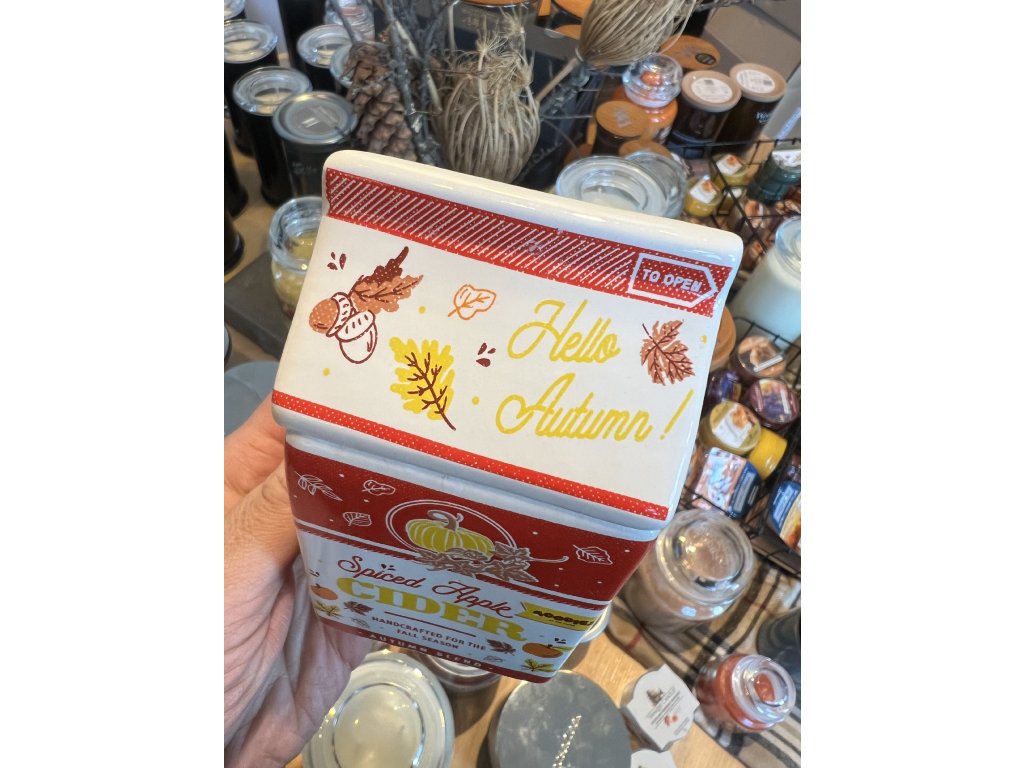 TO OPEN
Hello
Autumn!
Spiced Apple
CIDER
HANDCRAFTED FOR THE
FALL SEASON
AUTUMN BLEND